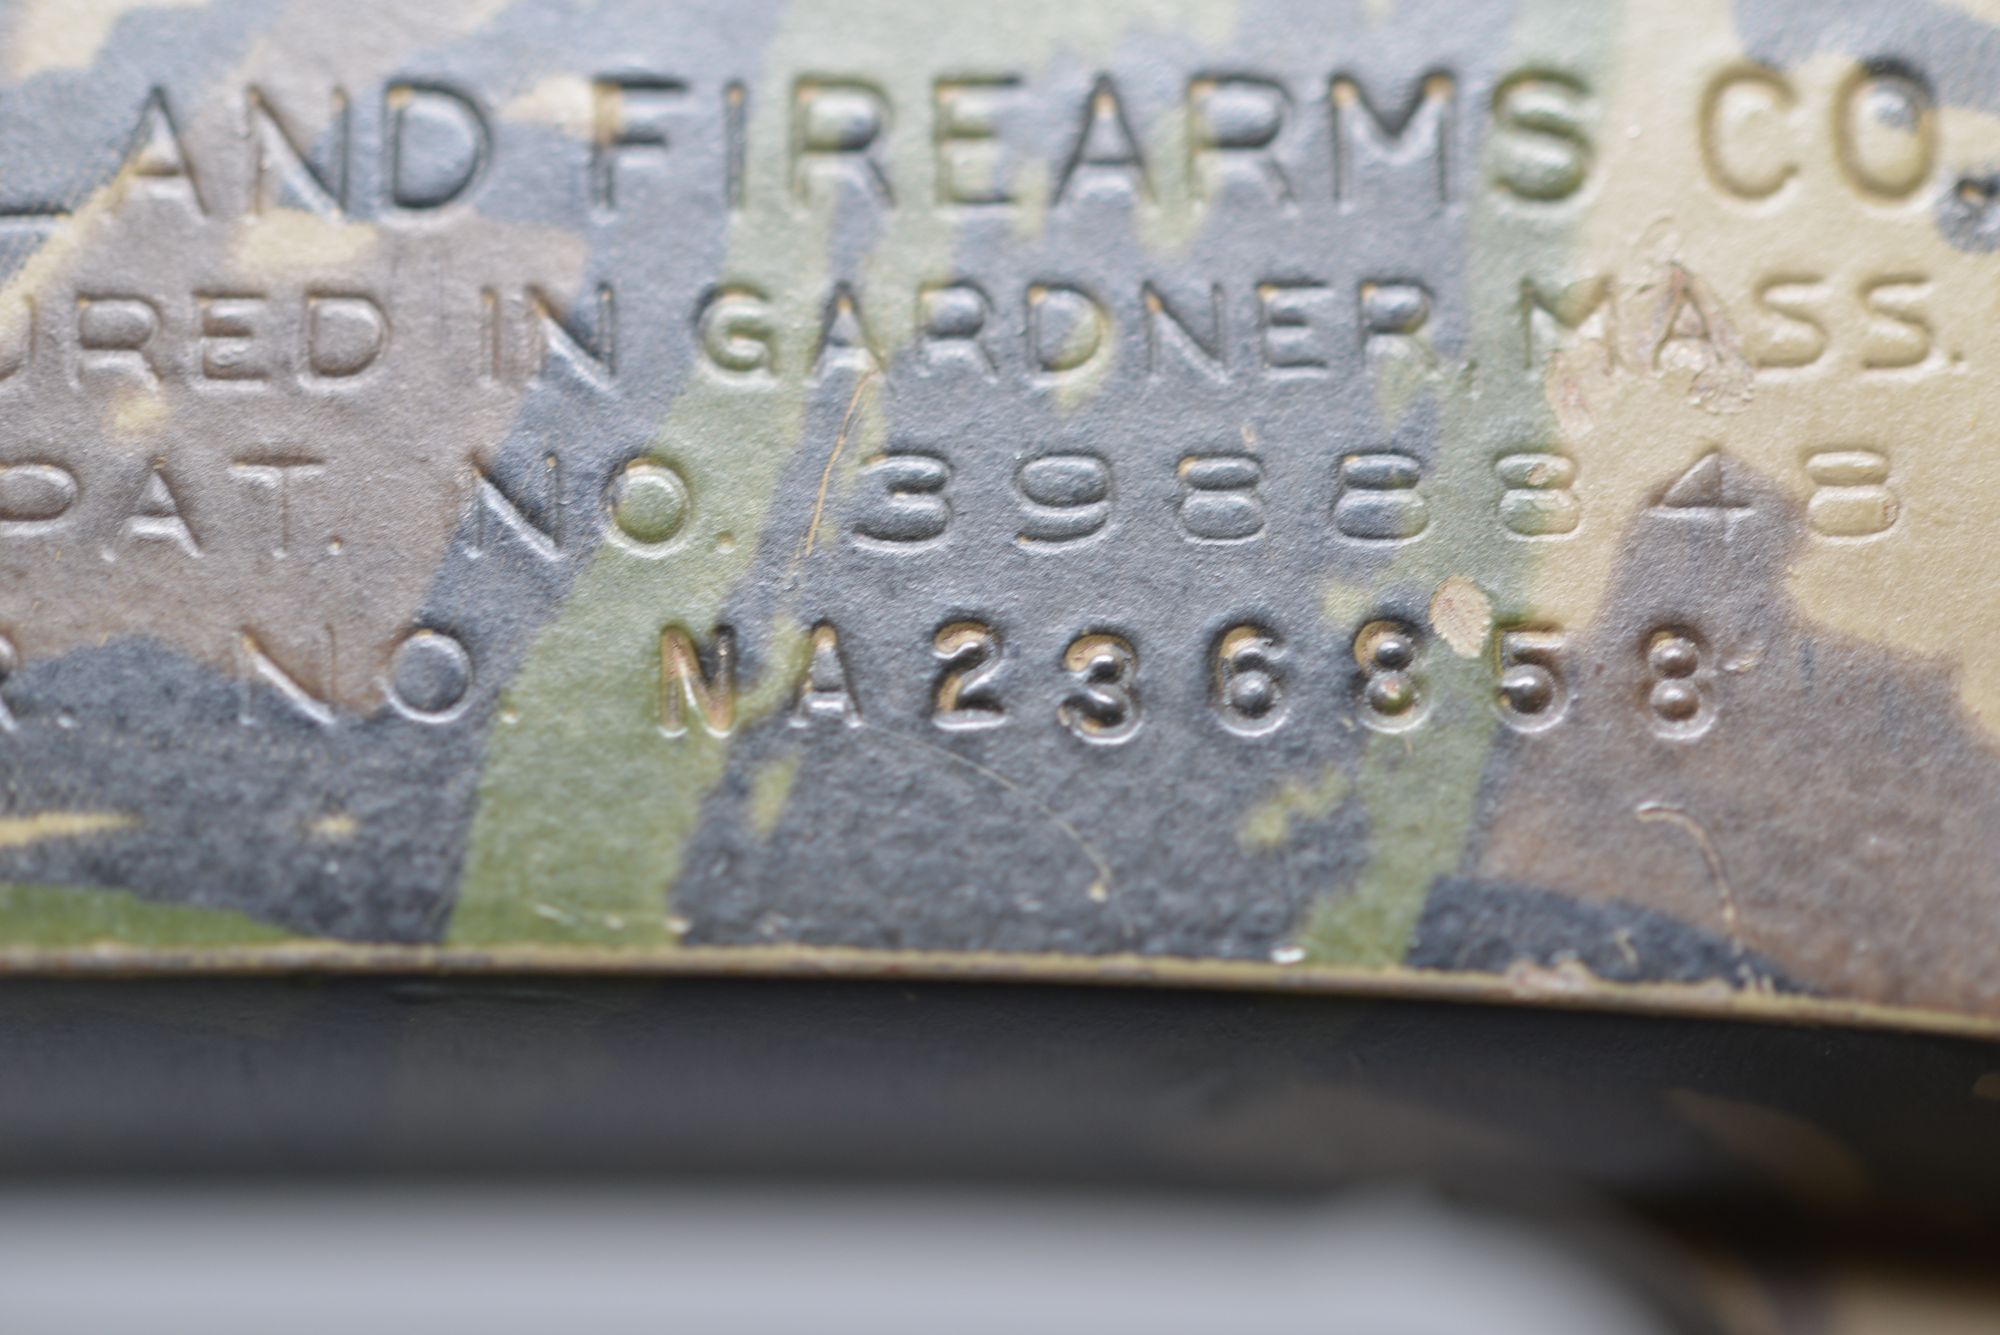 AND FIREARMS CO.
URED IN GARDNER, MASS.
PAT. NO. 3988848
R. NO. NA236858